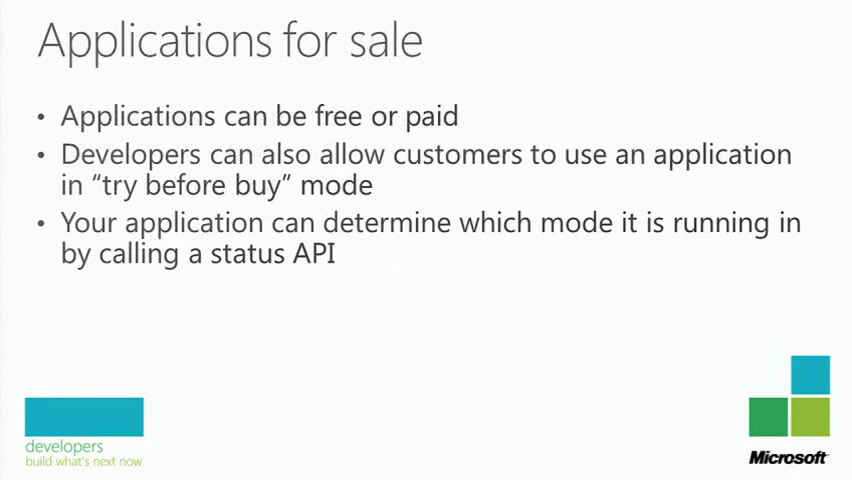 Applications for sale
• Applications can be free or paid
• Developers can also allow customers to use an application
in “try before buy” mode
• Your application can determine which mode it is running in
by calling a status API
developers
build what's next now
Microsoft